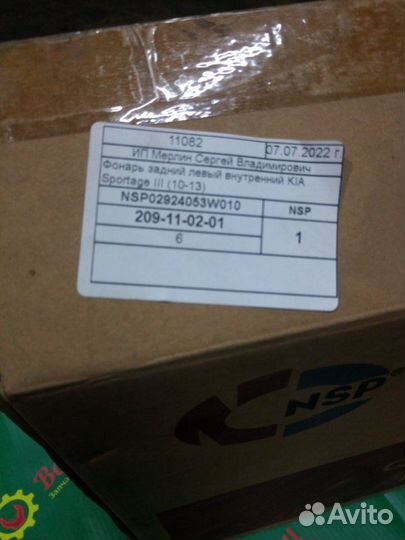 11082 07.07.2022 г.
ИП Мерлин Сергей Владимирович
Фонарь задний левый внутренний KIA
Sportage III (10-13)
NSP02924053W010 NSP
209-11-02-01 1
6
NSP®
Avito